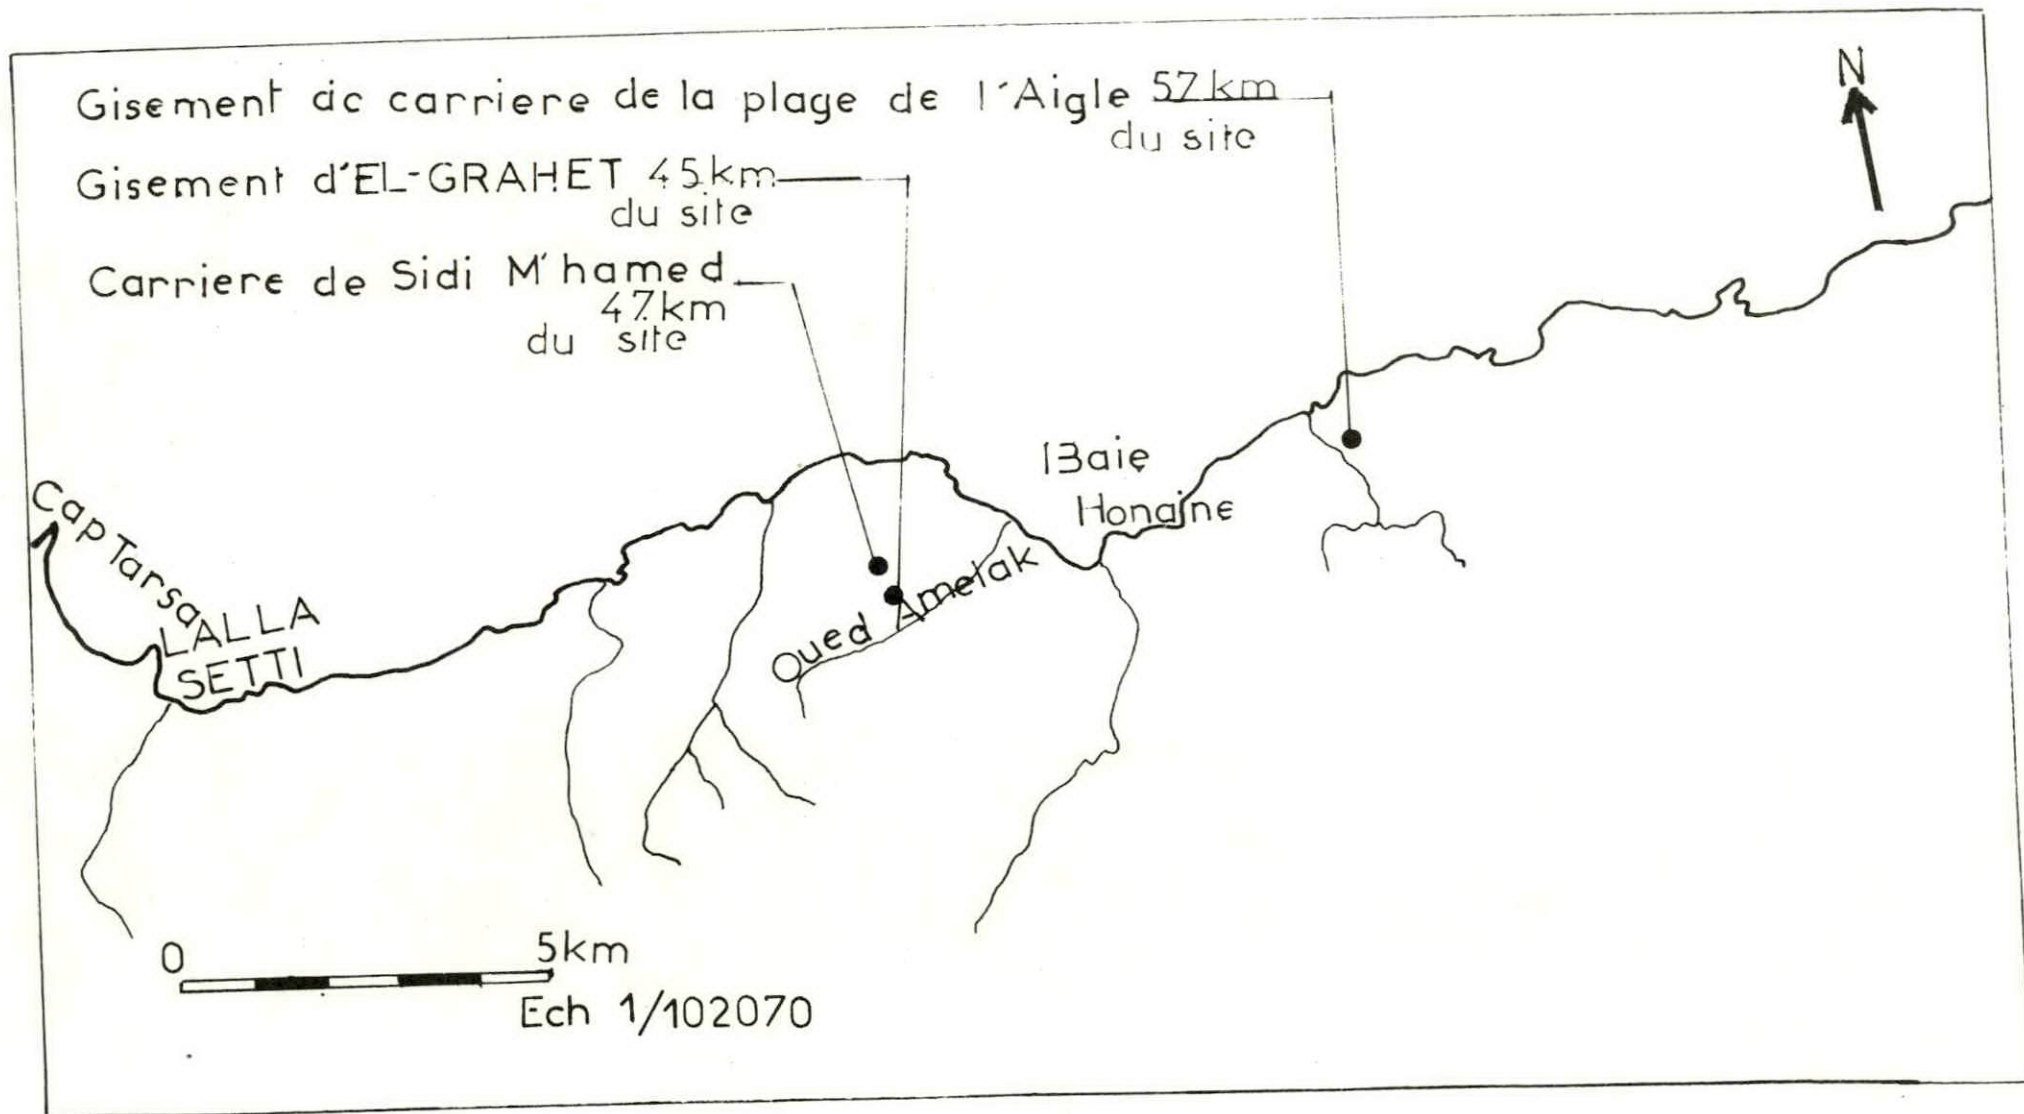 Gisement dc carriere de la plage de l'Aigle 57km
du site
N
Gisement d'EL-GRAHET 45km
du site
Carriere de Sidi M'hamed
47km
du site
Baie
Honaine
Cap Tarsa
LALLA
SETTI
Oued Amelak
0 5km
Ech 1/102070